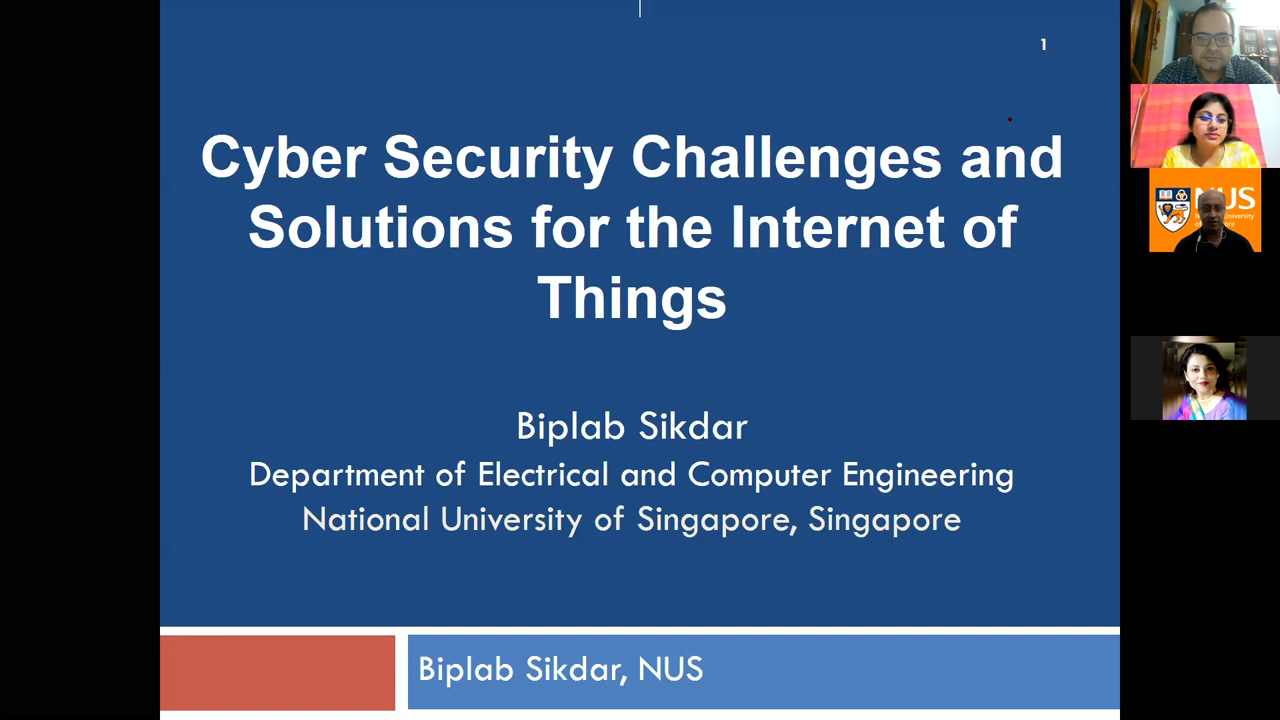 1
Cyber Security Challenges and
Solutions for the Internet of
Things
Biplab Sikdar
Department of Electrical and Computer Engineering
National University of Singapore, Singapore
Biplab Sikdar, NUS
NUS